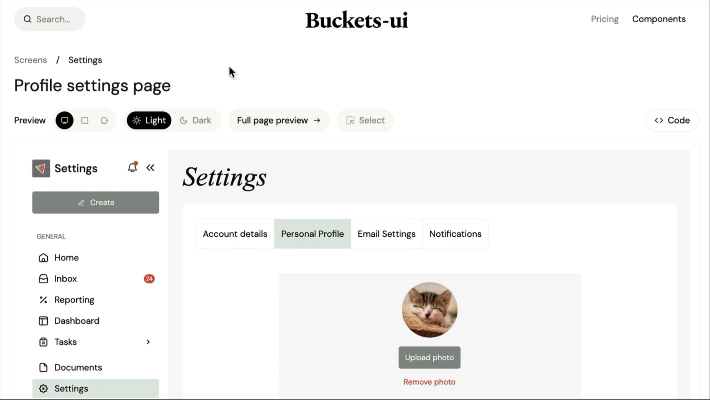 Search...
Buckets-ui
Pricing
Components
Screens / Settings
Profile settings page
Preview
Light
Dark
Full page preview →
Select
<> Code
Settings
Create
GENERAL
Home
Inbox
24
Reporting
Dashboard
Tasks
Documents
Settings
Settings
Account details
Personal Profile
Email Settings
Notifications
Upload photo
Remove photo